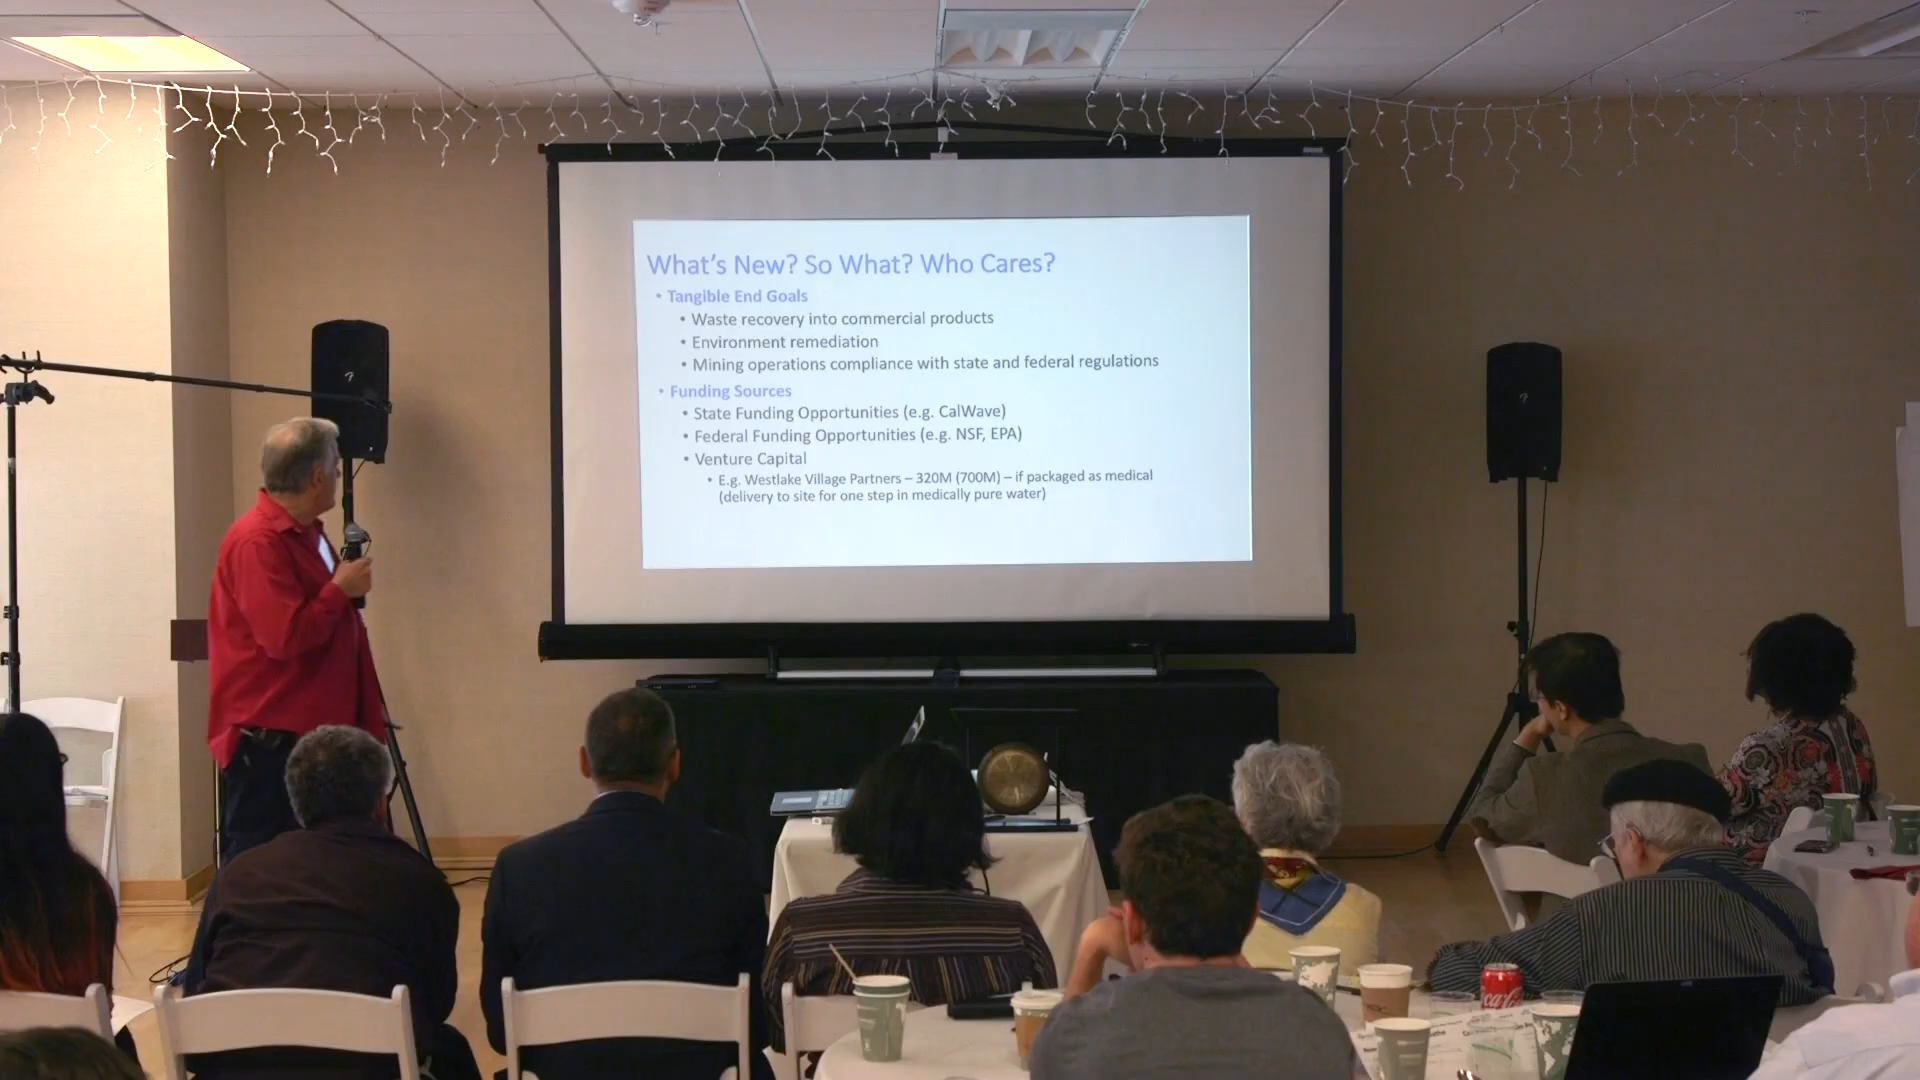 What's New? So What? Who Cares?
• Tangible End Goals
• Waste recovery into commercial products
• Environment remediation
• Mining operations compliance with state and federal regulations
• Funding Sources
• State Funding Opportunities (e.g. CalWave)
• Federal Funding Opportunities (e.g. NSF, EPA)
• Venture Capital
• E.g. Westlake Village Partners – 320M (700M) – if packaged as medical
(delivery to site for one step in medically pure water)